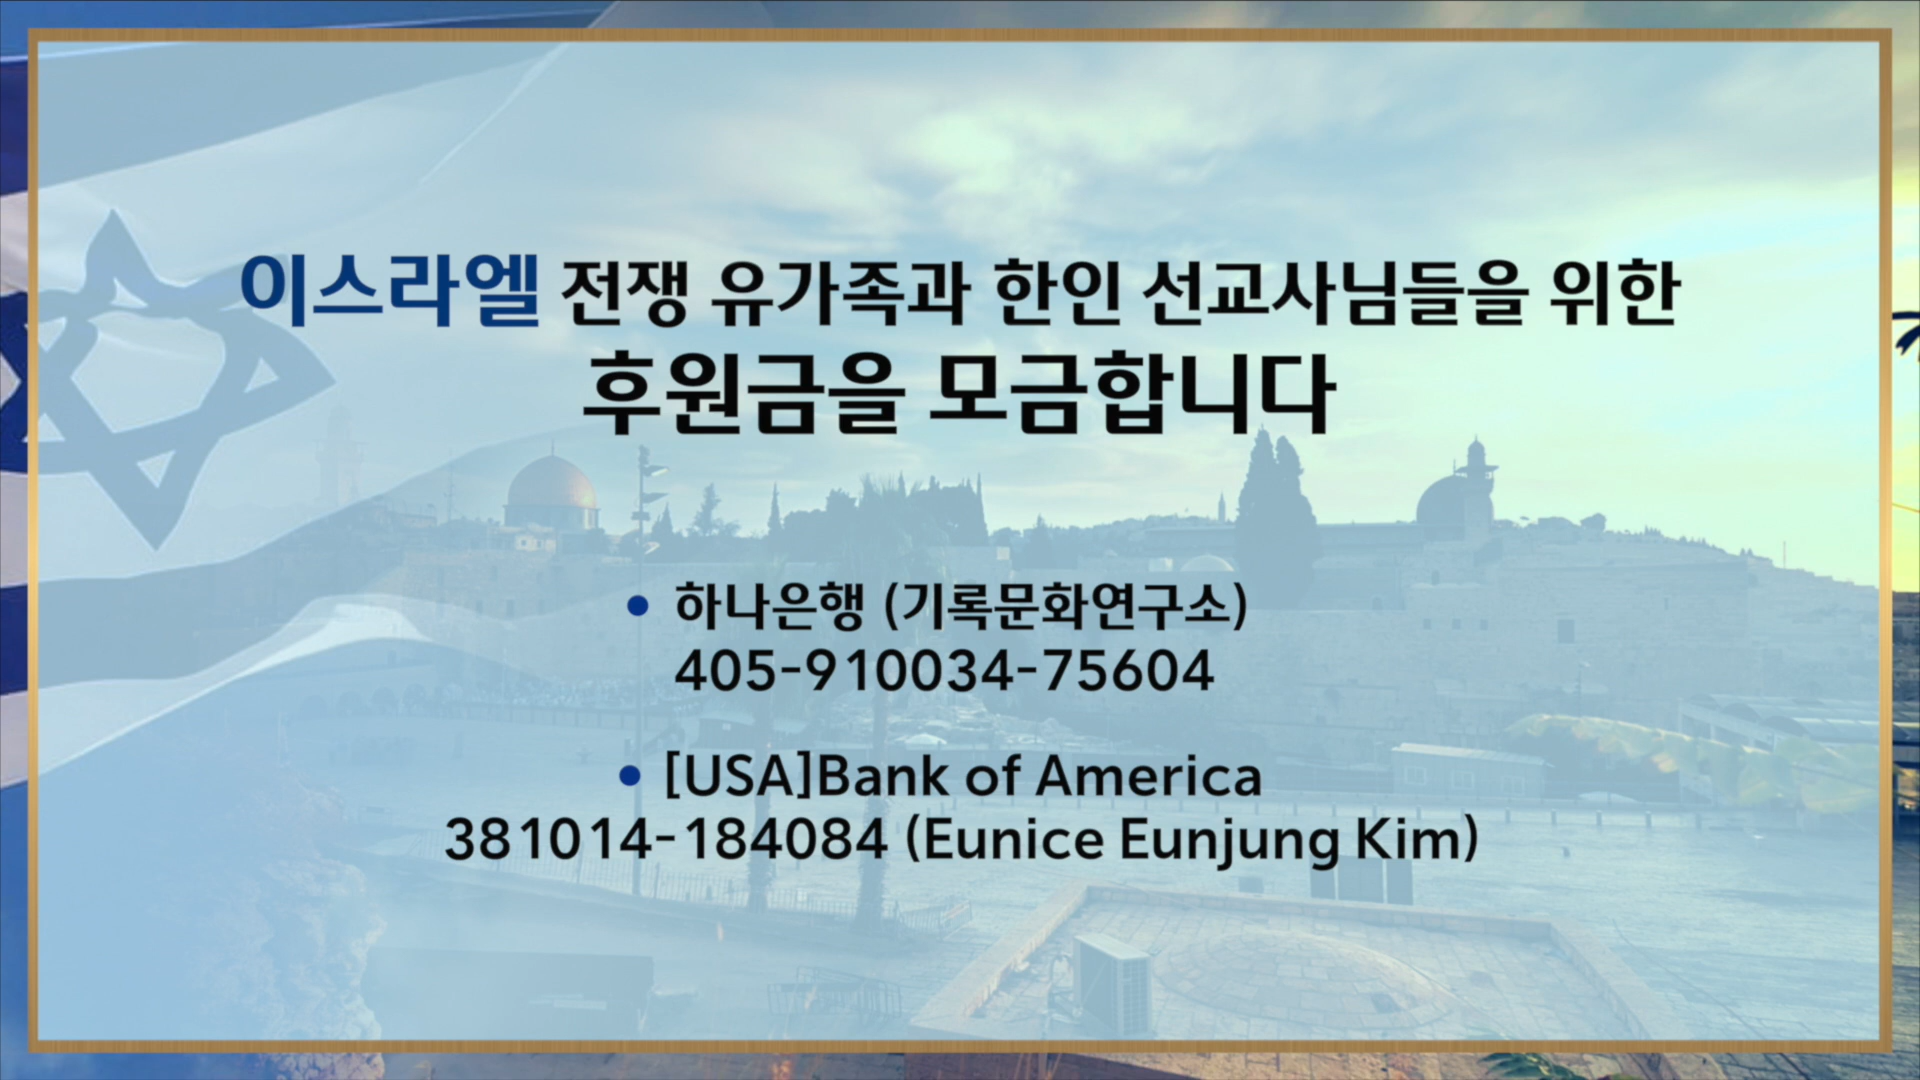 이스라엘 전쟁 유가족과 한인 선교사님들을 위한
후원금을 모금합니다
• 하나은행 (기록문화연구소)
405-910034-75604
• [USA]Bank of America
381014-184084 (Eunice Eunjung Kim)